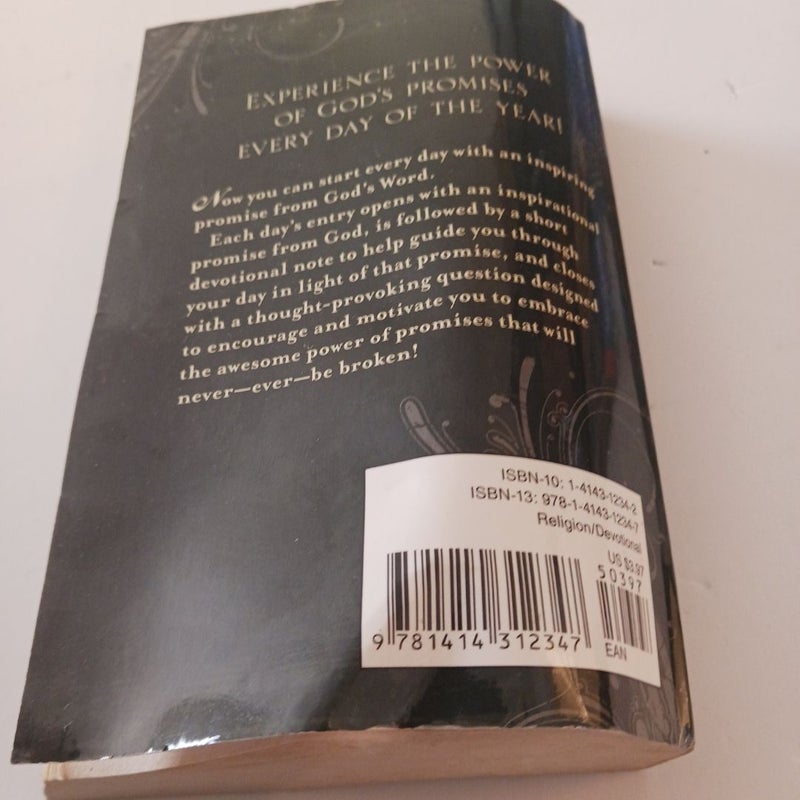 EXPERIENCE THE POWER
OF GOD'S PROMISES
EVERY DAY OF THE YEAR!
Now you can start every day with an inspiring
promise from God's Word.
Each day's entry opens with an inspirational
promise from God, is followed by a short
devotional note to help guide you through
your day in light of that promise, and closes
with a thought-provoking question designed
to encourage and motivate you to embrace
the awesome power of promises that will
never—ever—be broken!
ISBN-10: 1-4143-1234-2
ISBN-13: 978-1-4143-1234-7
Religion/Devotional
US $3.97
50397
9 781414 312347
EAN